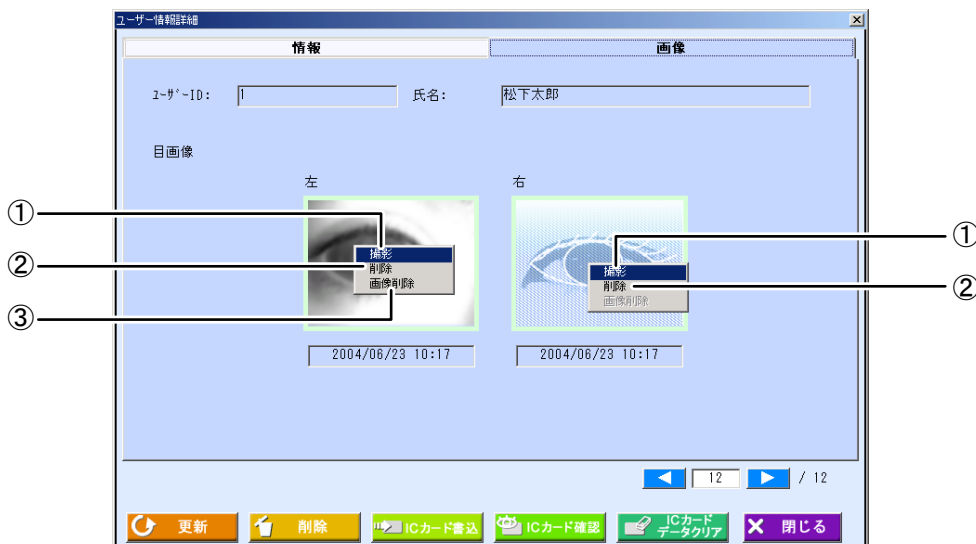 ユーザー情報詳細
情報
画像
ﾕｰｻﾞｰID:
1
氏名:
松下太郎
目画像
左
右
①
②
③
撮影
削除
画像削除
①
②
撮影
削除
画像削除
2004/06/23 10:17
2004/06/23 10:17
12
/ 12
更新
削除
ICカード書込
ICカード確認
ICカード
データクリア
閉じる